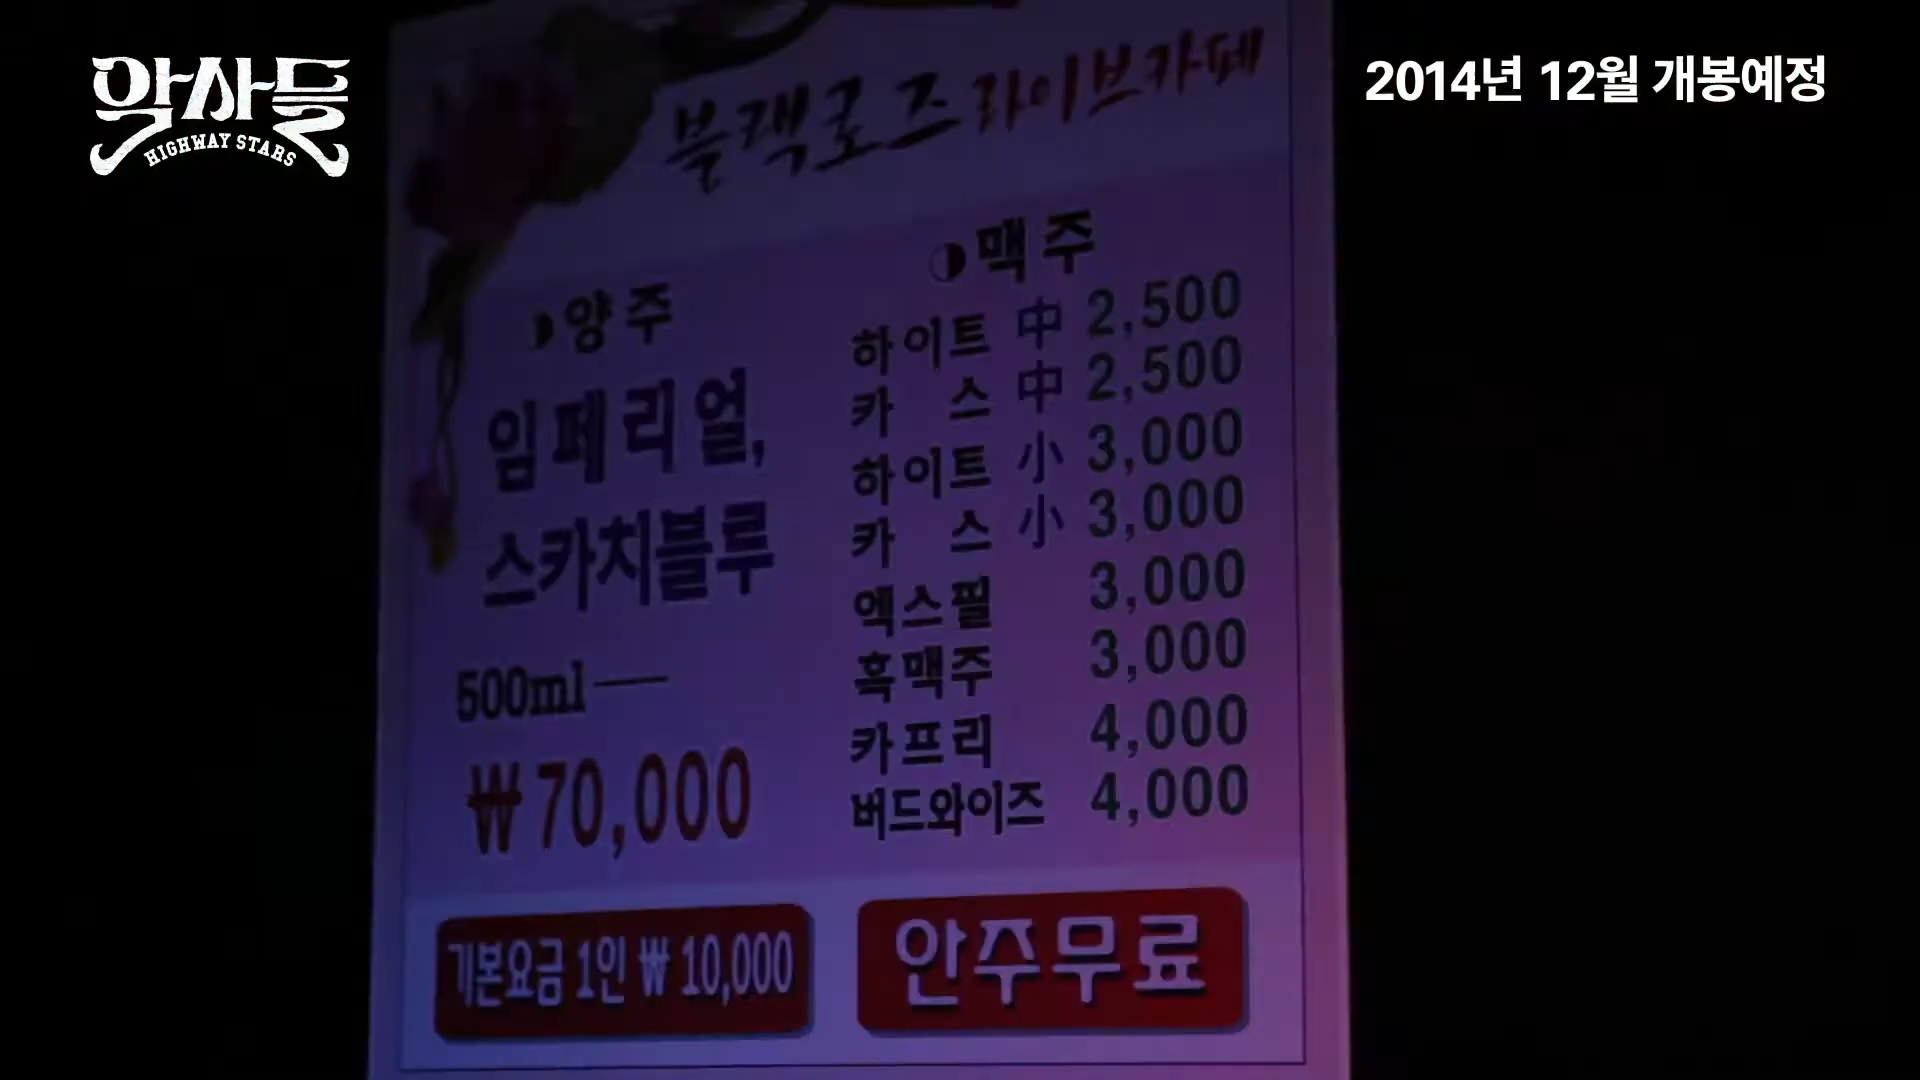 악사들
HIGHWAY STARS
2014년 12월 개봉예정
블랙로즈 라이브카페
양주
임페리얼,
스카치블루
500ml
₩70,000
맥주
하이트 中 2,500
카 스 中 2,500
하이트 小 3,000
카 스 小 3,000
엑스필 3,000
흑맥주 3,000
카프리 4,000
버드와이즈 4,000
기본요금 1인 ₩ 10,000
안주무료